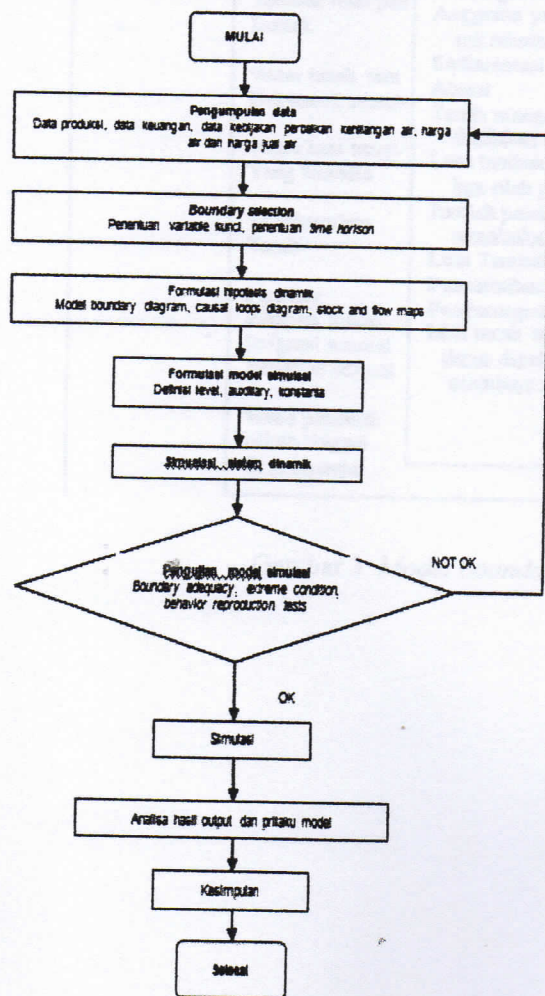 MULAI
Pengumpulan data
Data produksi, data keuangan, data kebijakan perbaikan kehilangan air, harga
air dan harga jual air.
Boundary selection
Penentuan variable kunci, penentuan time horison
Formulasi hipotesis dinamik
Model boundary diagram, causal loops diagram, stock and flow maps
Formulasi model simulasi
Definisi level, auxiliary, konstanta
Simulasi sistem dinamik
Pengujian model simulasi
Boundary adequacy, extreme condition,
behavior reproduction tests
NOT OK
OK
Simulasi
Analisa hasil output dan prilaku model
Kesimpulan
Selesai